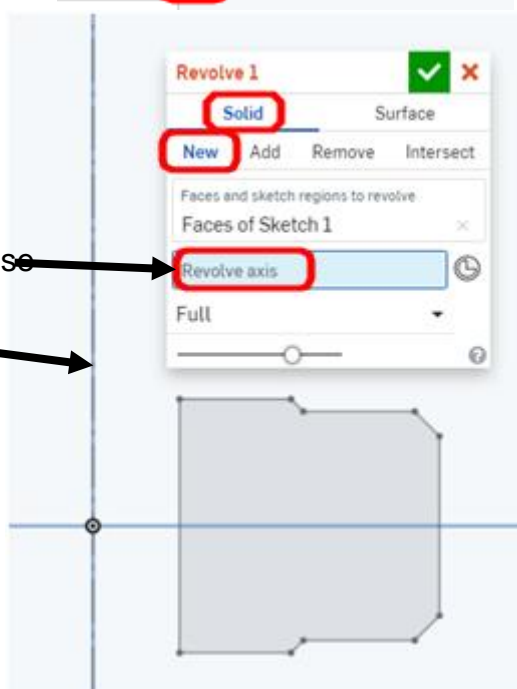 Revolve 1
Solid Surface
New Add Remove Intersect
Faces and sketch regions to revolve
Faces of Sketch 1
se
Revolve axis
Full